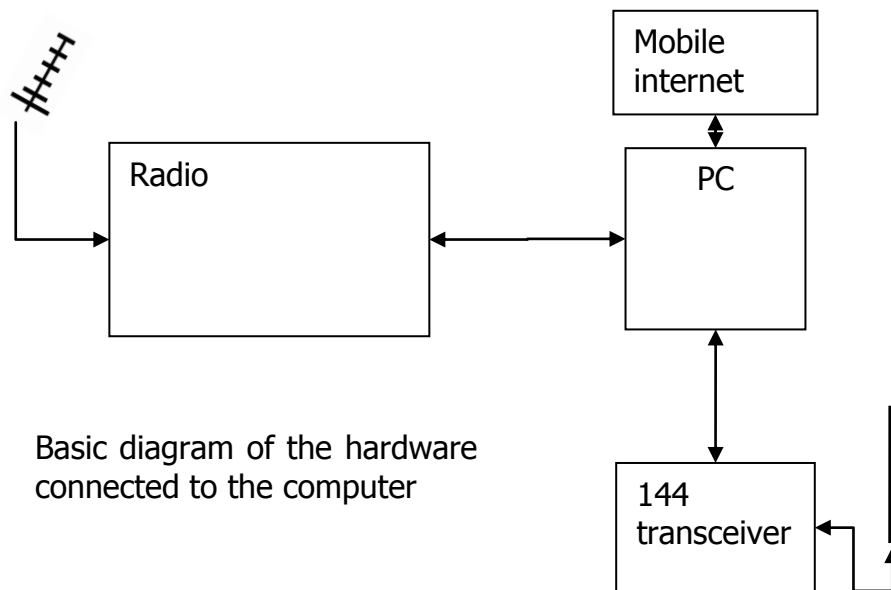 Mobile
internet
Radio
PC
Basic diagram of the hardware
connected to the computer
144
transceiver